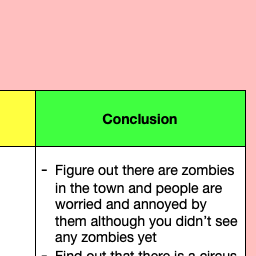 Conclusion
- Figure out there are zombies
in the town and people are
worried and annoyed by
them although you didn't see
any zombies yet
- Find out that there is a circus